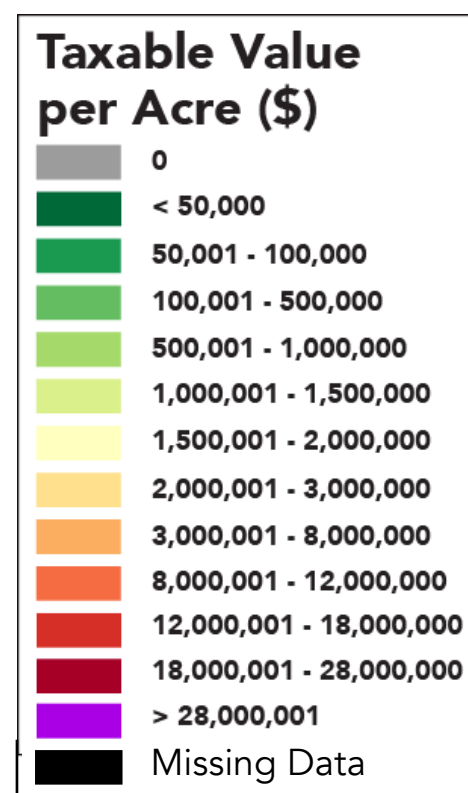 Taxable Value
per Acre ($)
0
< 50,000
50,001 - 100,000
100,001 - 500,000
500,001 - 1,000,000
1,000,001 - 1,500,000
1,500,001 - 2,000,000
2,000,001 - 3,000,000
3,000,001 - 8,000,000
8,000,001 - 12,000,000
12,000,001 - 18,000,000
18,000,001 - 28,000,000
> 28,000,001
Missing Data